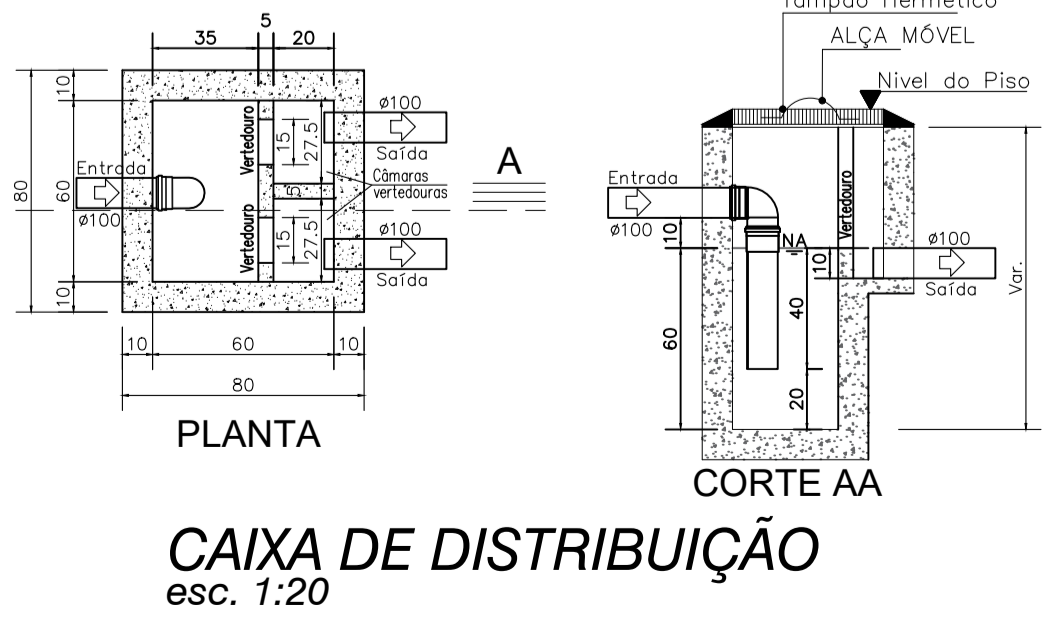 5
35
20
10
60
10
80
Entrada
ø100
Vertedouro
Vertedouro
15
27.5
5
15
27.5
ø100
Saída
Câmaras
vertedouras
ø100
Saída
A
10
60
10
80
PLANTA
Tampão Hermético
ALÇA MÓVEL
Nivel do Piso
Entrada
ø100
10
NA
Vertedouro
10
ø100
Saída
Var.
60
40
20
CORTE AA
CAIXA DE DISTRIBUIÇÃO
esc. 1:20